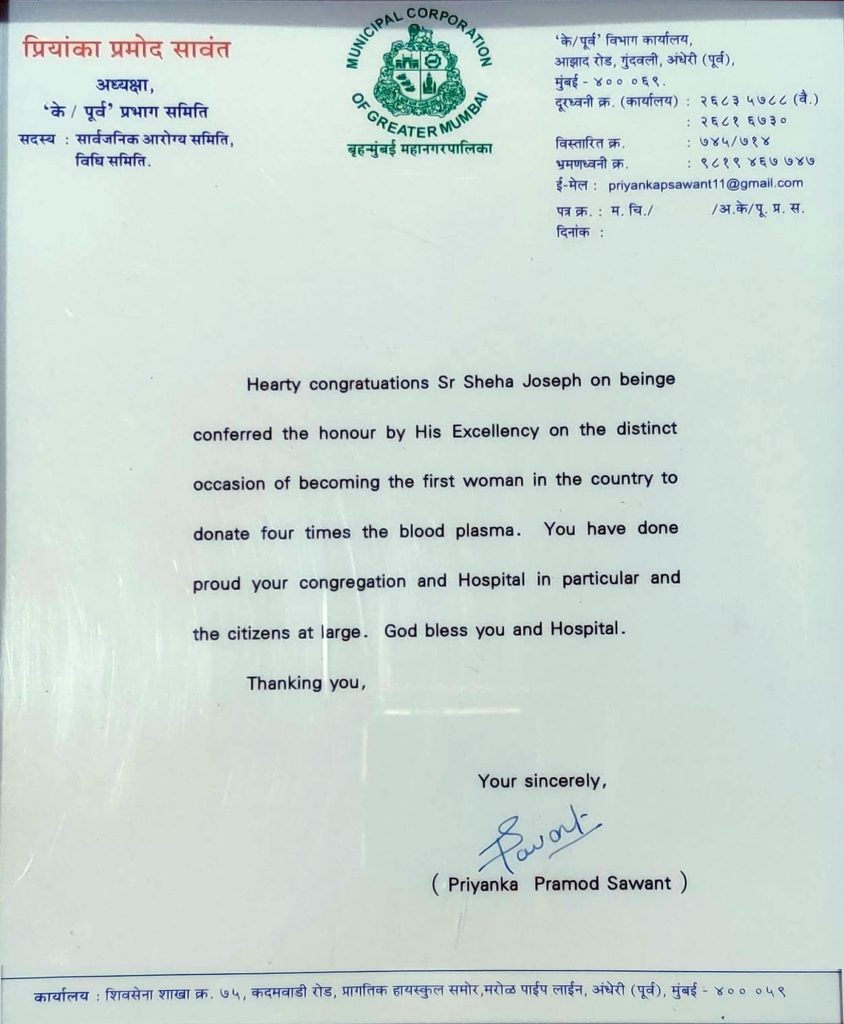 प्रियांका प्रमोद सावंत
अध्यक्षा,
'के / पूर्व' प्रभाग समिति
सदस्य : सार्वजनिक आरोग्य समिति,
विधि समिति.
MUNICIPAL CORPORATION
OF GREATER MUMBAI
बृहन्मुंबई महानगरपालिका
'के/पूर्व' विभाग कार्यालय,
आझाद रोड, गुंदवली, अंधेरी (पूर्व),
मुंबई - ४०० ०६९.
दूरध्वनी क्र. (कार्यालय) : २६८३ ५७८८ (वै.)
: २६८१ ६७३०
विस्तारित क्र. : ७४५/७१४
भ्रमणध्वनी क्र. : ९८१९ ४६७ ७४७
ई-मेल : priyankapsawant11@gmail.com
पत्र क्र. : म. चि./ /अ.के/पू. प्र. स.
दिनांक :
Hearty congratuations Sr Sheha Joseph on beinge
conferred the honour by His Excellency on the distinct
occasion of becoming the first woman in the country to
donate four times the blood plasma. You have done
proud your congregation and Hospital in particular and
the citizens at large. God bless you and Hospital.
Thanking you,
Your sincerely,
( Priyanka Pramod Sawant )
कार्यालय : शिवसेना शाखा क्र. ७५, कदमवाडी रोड, प्रागतिक हायस्कुल समोर,मरोळ पाईप लाईन, अंधेरी (पूर्व), मुंबई - ४०० ०५९